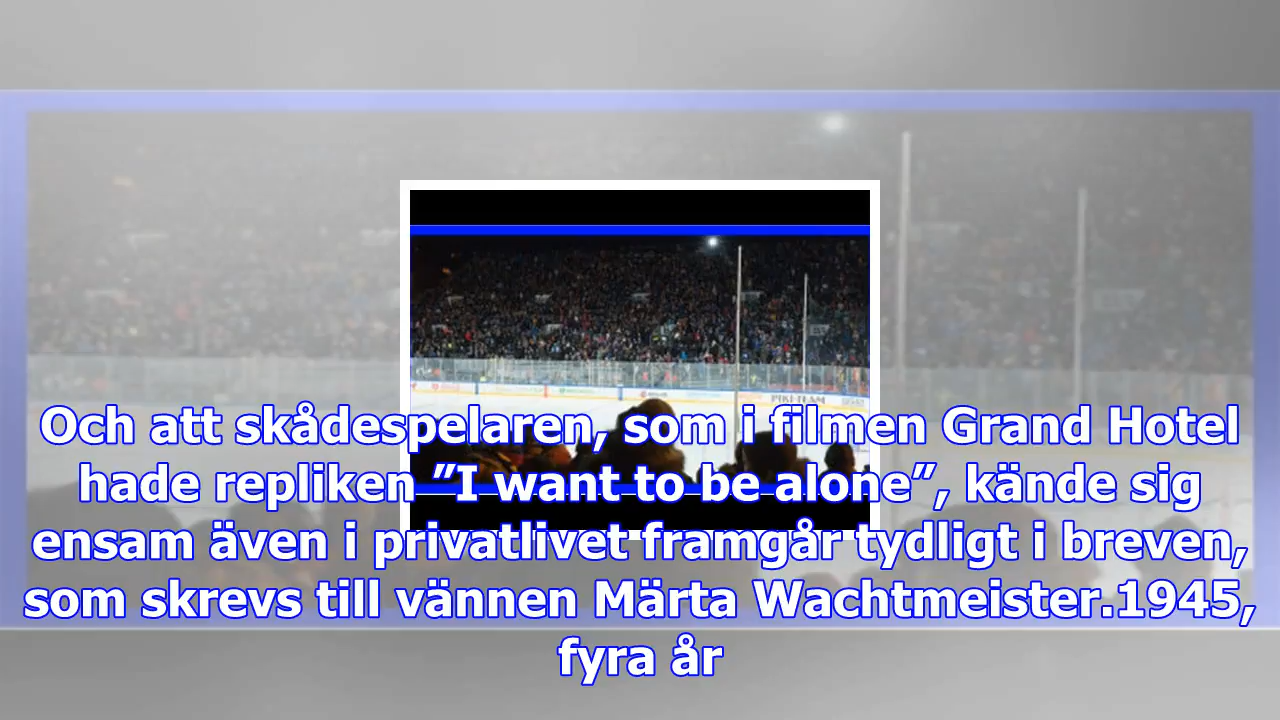 Och att skådespelaren, som i filmen Grand Hotel
hade repliken ”I want to be alone”, kände sig
ensam även i privatlivet framgår tydligt i breven,
som skrevs till vännen Märta Wachtmeister.1945,
fyra år